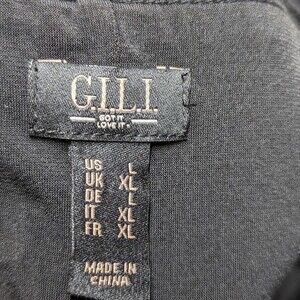 G.I.L.I.
GOT IT
LOVE IT
US L
UK XL
DE L
IT XL
FR XL
MADE IN
CHINA